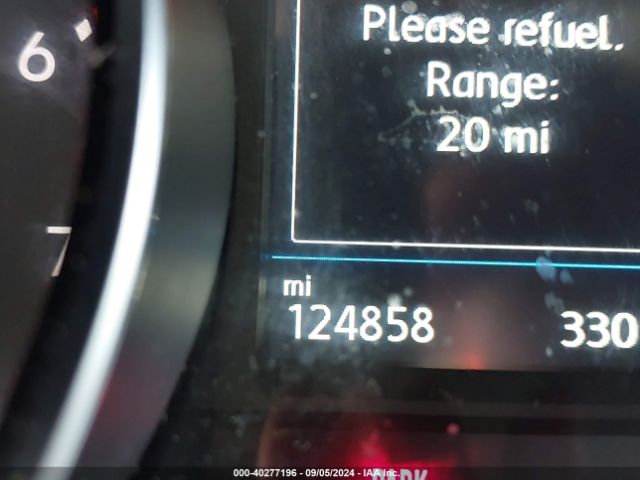 6
7
Please refuel.
Range:
20 mi
mi
124858
330
000-40277196 - 09/05/2024 - IAA Inc.